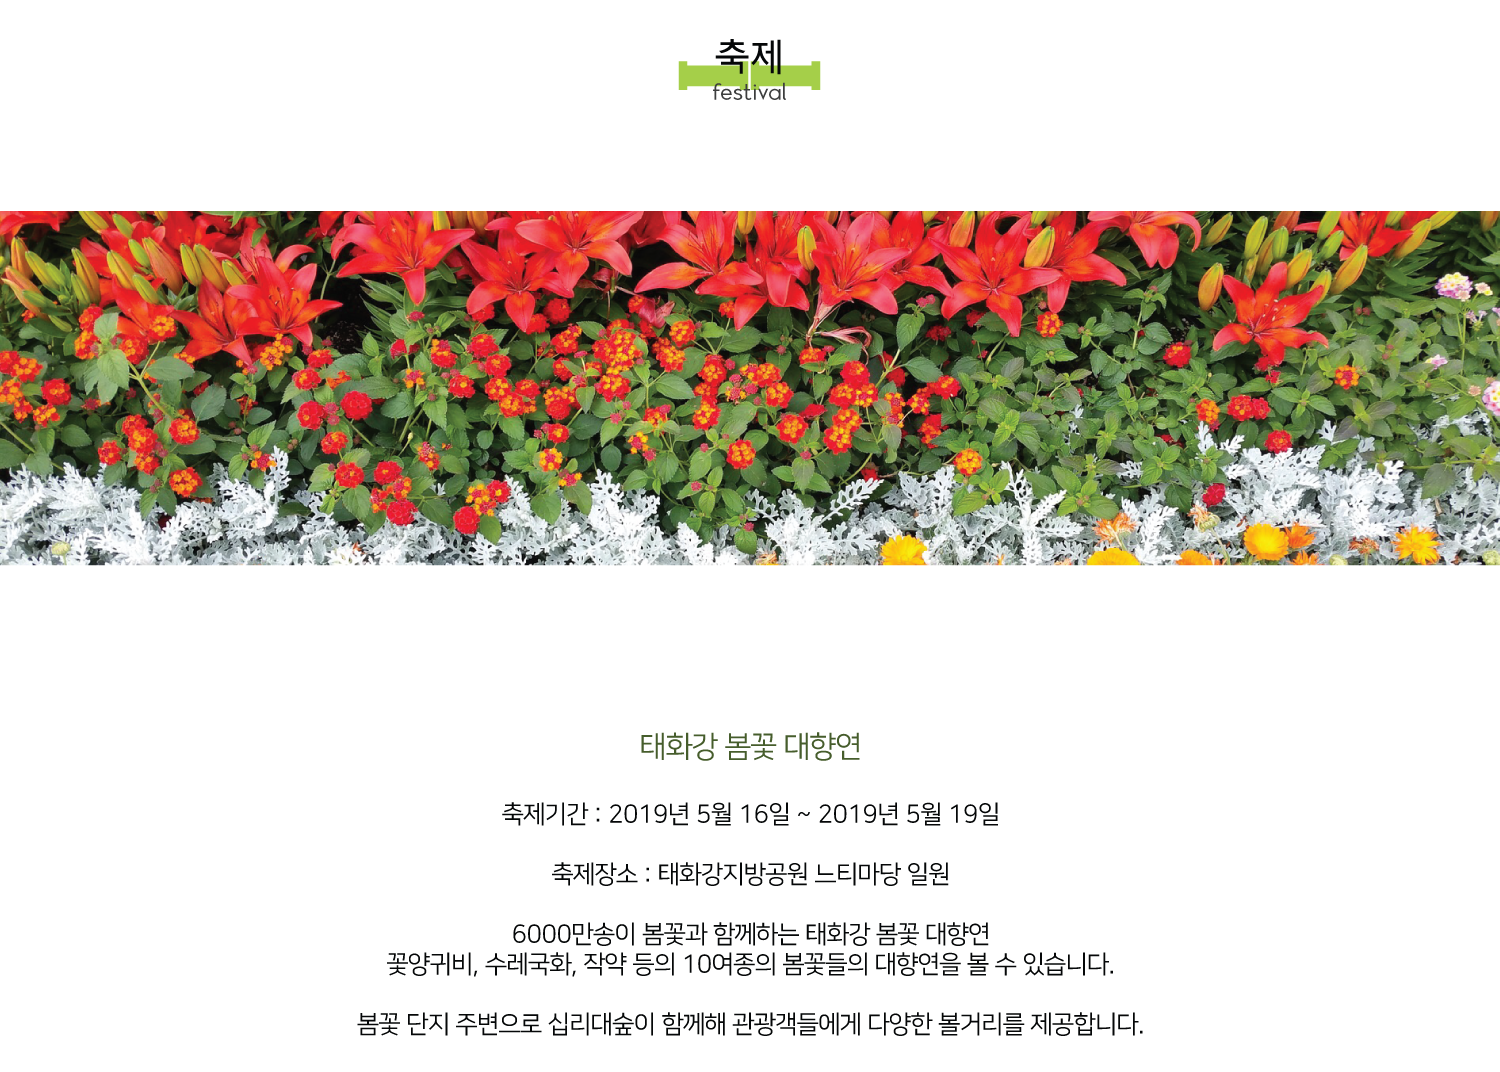 축제
festival
태화강 봄꽃 대향연
축제기간 : 2019년 5월 16일 ~ 2019년 5월 19일
축제장소 : 태화강지방공원 느티마당 일원
6000만송이 봄꽃과 함께하는 태화강 봄꽃 대향연
꽃양귀비, 수레국화, 작약 등의 10여종의 봄꽃들의 대향연을 볼 수 있습니다.
봄꽃 단지 주변으로 십리대숲이 함께해 관광객들에게 다양한 볼거리를 제공합니다.